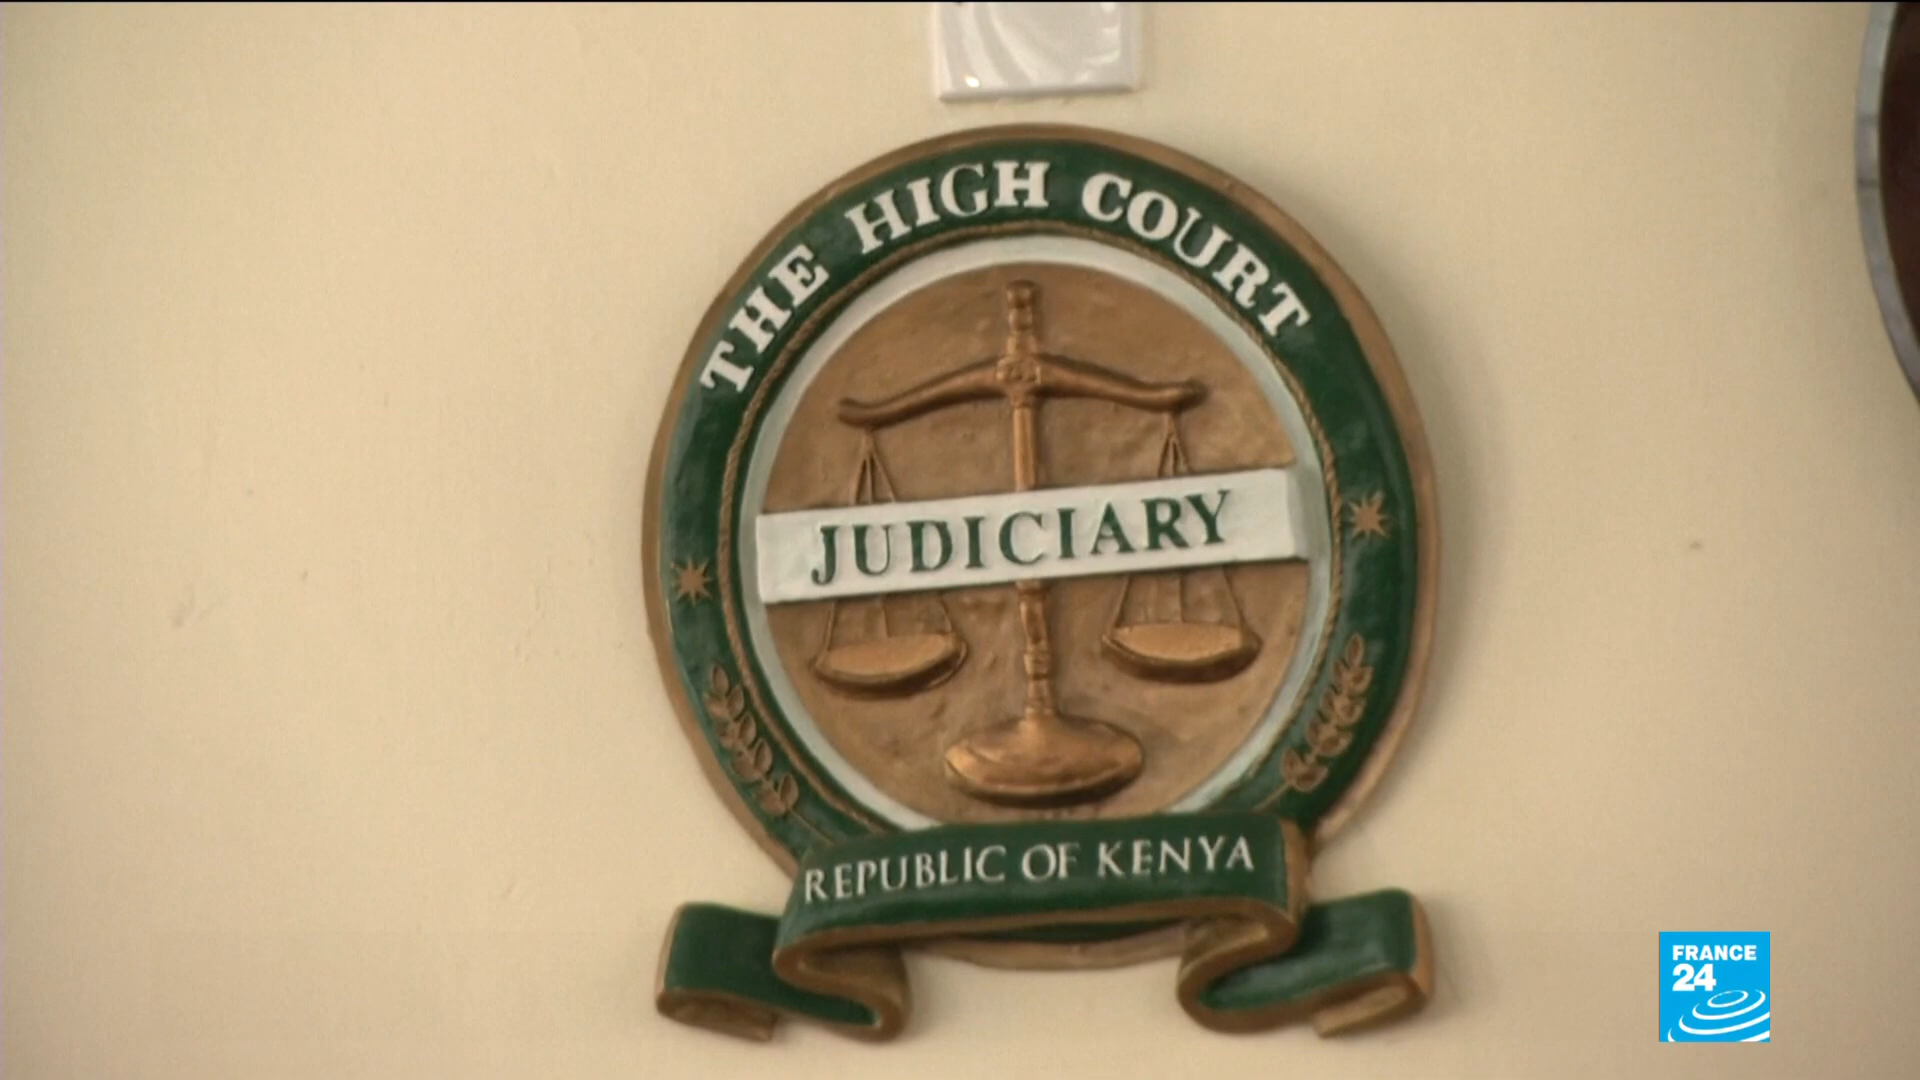 THE HIGH COURT
JUDICIARY
REPUBLIC OF KENYA
FRANCE
24